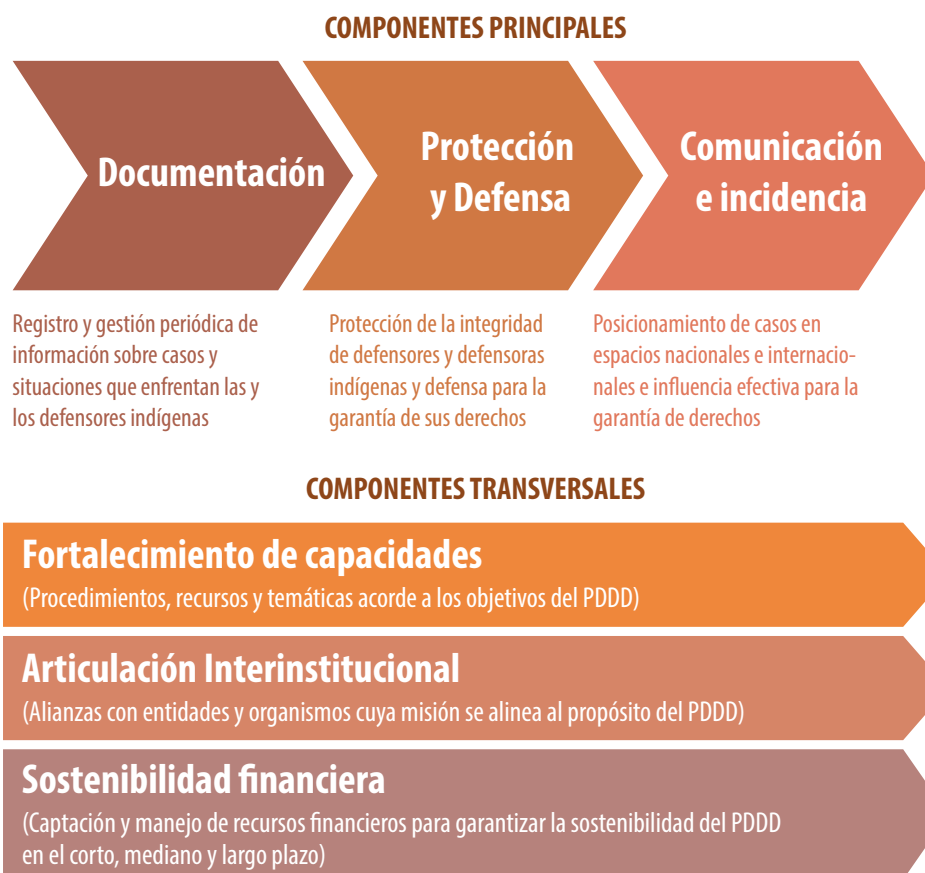 COMPONENTES PRINCIPALES
Documentación
Protección
y Defensa
Comunicación
e incidencia
Registro y gestión periódica de
información sobre casos y
situaciones que enfrentan las y
los defensores indígenas
Protección de la integridad
de defensores y defensoras
indígenas y defensa para la
garantía de sus derechos
Posicionamiento de casos en
espacios nacionales e internacio-
nales e influencia efectiva para la
garantía de derechos
COMPONENTES TRANSVERSALES
Fortalecimiento de capacidades
(Procedimientos, recursos y temáticas acorde a los objetivos del PDDD)
Articulación Interinstitucional
(Alianzas con entidades y organismos cuya misión se alinea al propósito del PDDD)
Sostenibilidad financiera
(Captación y manejo de recursos financieros para garantizar la sostenibilidad del PDDD
en el corto, mediano y largo plazo)